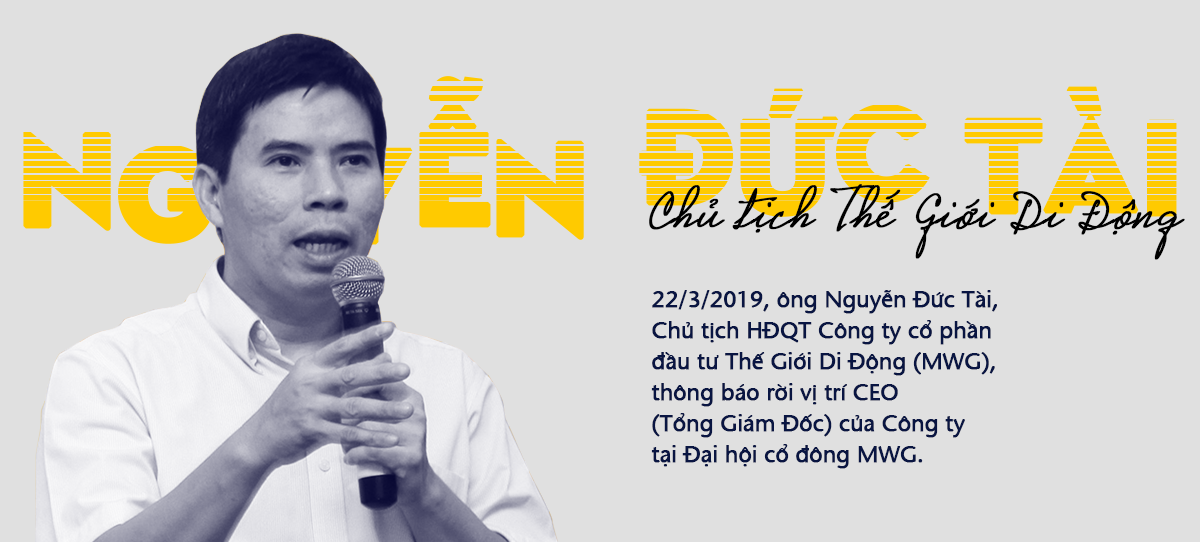 NGUYỄN ĐỨC TÀI
Chủ tịch Thế Giới Di Động
22/3/2019, ông Nguyễn Đức Tài,
Chủ tịch HĐQT Công ty cổ phần
đầu tư Thế Giới Di Động (MWG),
thông báo rời vị trí CEO
(Tổng Giám Đốc) của Công ty
tại Đại hội cổ đông MWG.